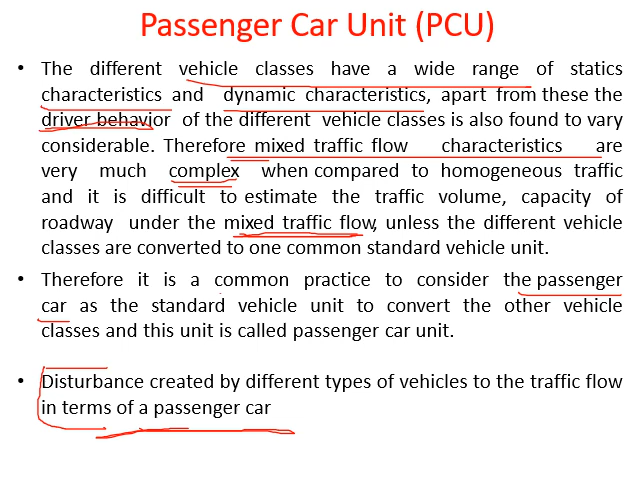 Passenger Car Unit (PCU)
• The different vehicle classes have a wide range of statics
characteristics and dynamic characteristics, apart from these the
driver behavior of the different vehicle classes is also found to vary
considerable. Therefore mixed traffic flow characteristics are
very much complex when compared to homogeneous traffic
and it is difficult to estimate the traffic volume, capacity of
roadway under the mixed traffic flow, unless the different vehicle
classes are converted to one common standard vehicle unit.
• Therefore it is a common practice to consider the passenger
car as the standard vehicle unit to convert the other vehicle
classes and this unit is called passenger car unit.
• Disturbance created by different types of vehicles to the traffic flow
in terms of a passenger car